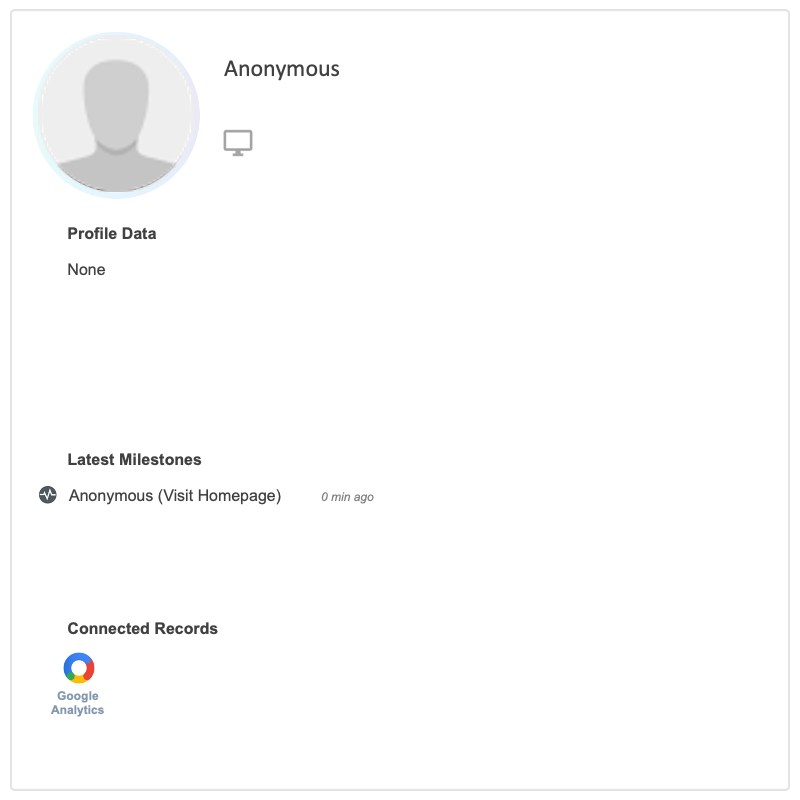 Anonymous
Profile Data
None
Latest Milestones
Anonymous (Visit Homepage) 0 min ago
Connected Records
Google
Analytics